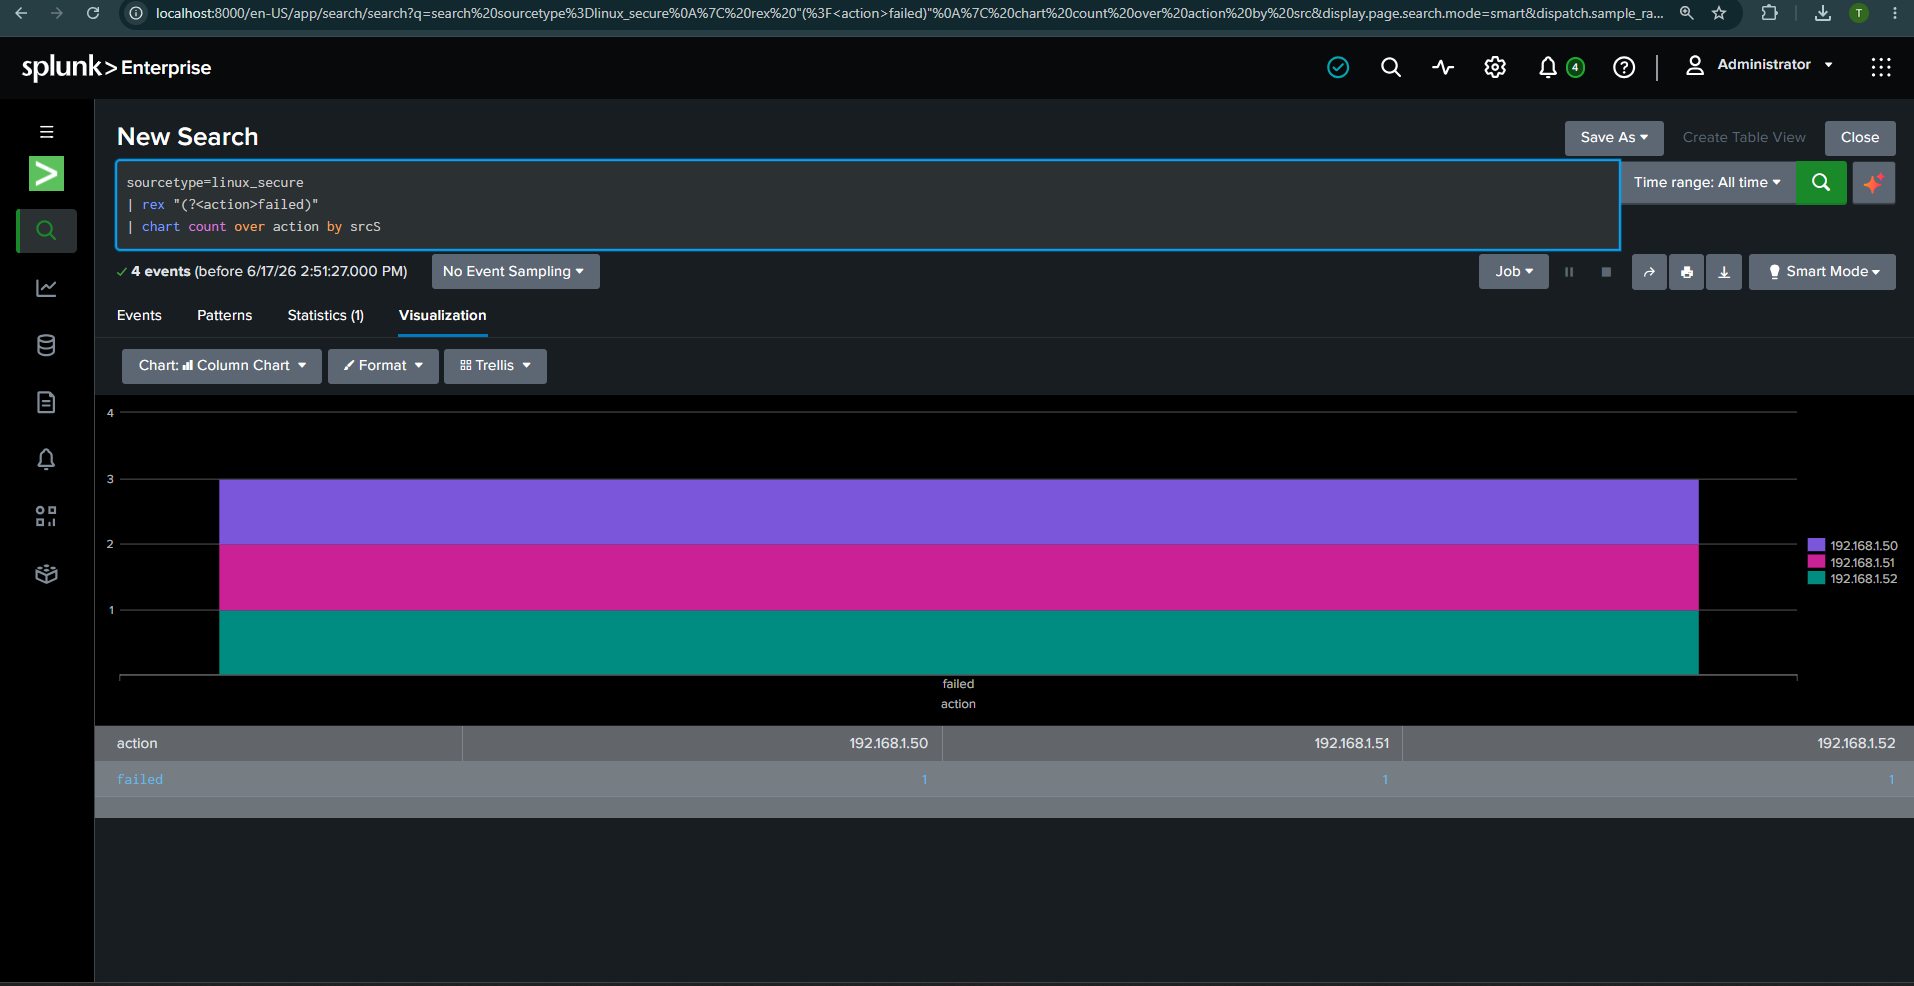 localhost:8000/en-US/app/search/search?q=search%20sourcetype%3Dlinux_secure%0A%7C%20rex%20"(%3F<action>failed)"%0A%7C%20chart%20count%20over%20action%20by%20src&display.page.search.mode=smart&dispatch.sample_ra...
T
splunk>Enterprise
4
Administrator
New Search
Save As
Create Table View
Close
sourcetype=linux_secure
| rex "(?<action>failed)"
| chart count over action by srcS
Time range: All time
4 events (before 6/17/26 2:51:27.000 PM)
No Event Sampling
Job
Smart Mode
Events
Patterns
Statistics (1)
Visualization
Chart: Column Chart
Format
Trellis
4
3
2
1
192.168.1.50
192.168.1.51
192.168.1.52
failed
action
action 192.168.1.50 192.168.1.51 192.168.1.52
failed 1 1 1